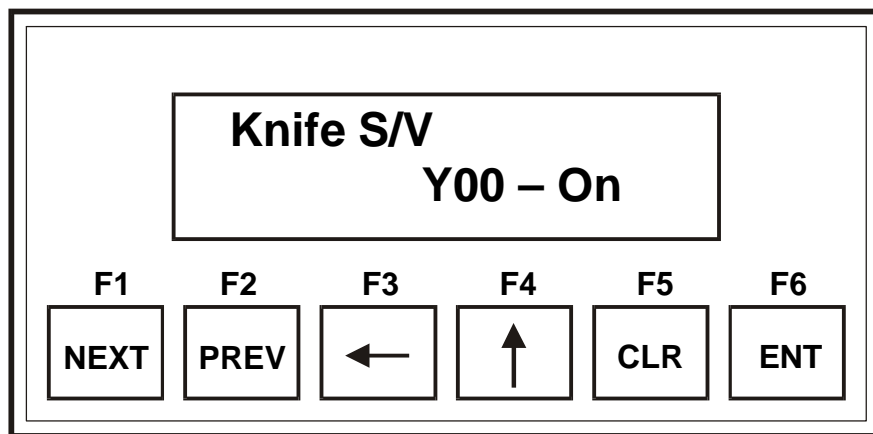 Knife S/V
Y00 – On
F1 F2 F3 F4 F5 F6
NEXT PREV CLR ENT